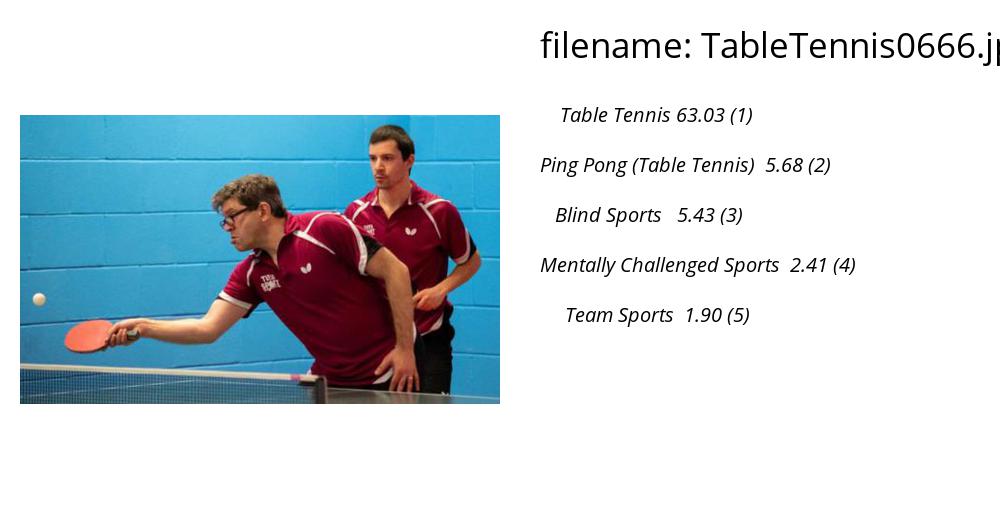 filename: TableTennis0666.jp
Table Tennis 63.03 (1)
Ping Pong (Table Tennis) 5.68 (2)
Blind Sports 5.43 (3)
Mentally Challenged Sports 2.41 (4)
Team Sports 1.90 (5)